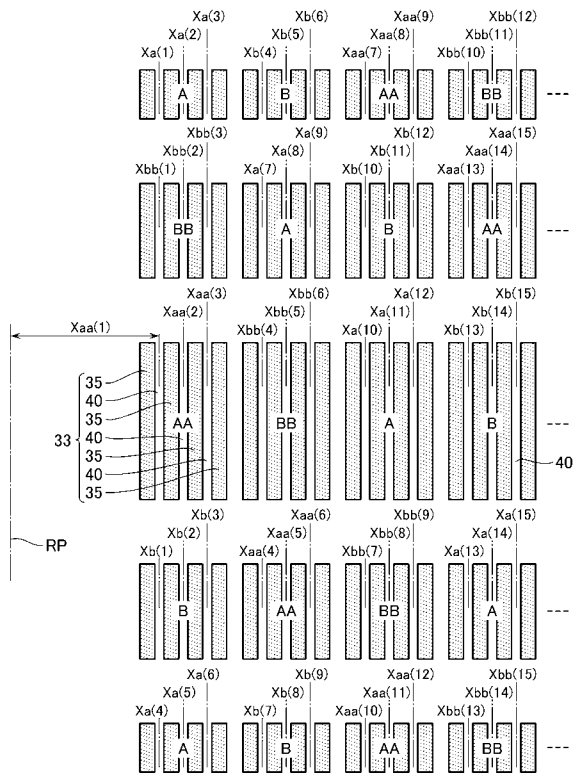 Xa(3) Xb(6) Xaa(9) Xbb(12)
Xa(2) Xb(5) Xaa(8) Xbb(11)
Xa(1) Xb(4) Xaa(7) Xbb(10)
A B AA BB ---
Xbb(3) Xa(9) Xb(12) Xaa(15)
Xbb(2) Xa(8) Xb(11) Xaa(14)
Xbb(1) Xa(7) Xb(10) Xaa(13)
BB A B AA ---
Xaa(3) Xbb(6) Xa(12) Xb(15)
Xaa(1) Xaa(2) Xbb(5) Xa(11) Xb(14)
Xbb(4) Xa(10) Xb(13)
35
40
35
AA BB A B ---
33 40
35
40 40
35
Xb(3) Xaa(6) Xbb(9) Xa(15)
Xb(2) Xaa(5) Xbb(8) Xa(14)
RP Xb(1) Xaa(4) Xbb(7) Xa(13)
B AA BB A ---
Xa(6) Xb(9) Xaa(12) Xbb(15)
Xa(5) Xb(8) Xaa(11) Xbb(14)
Xa(4) Xb(7) Xaa(10) Xbb(13)
A B AA BB ---